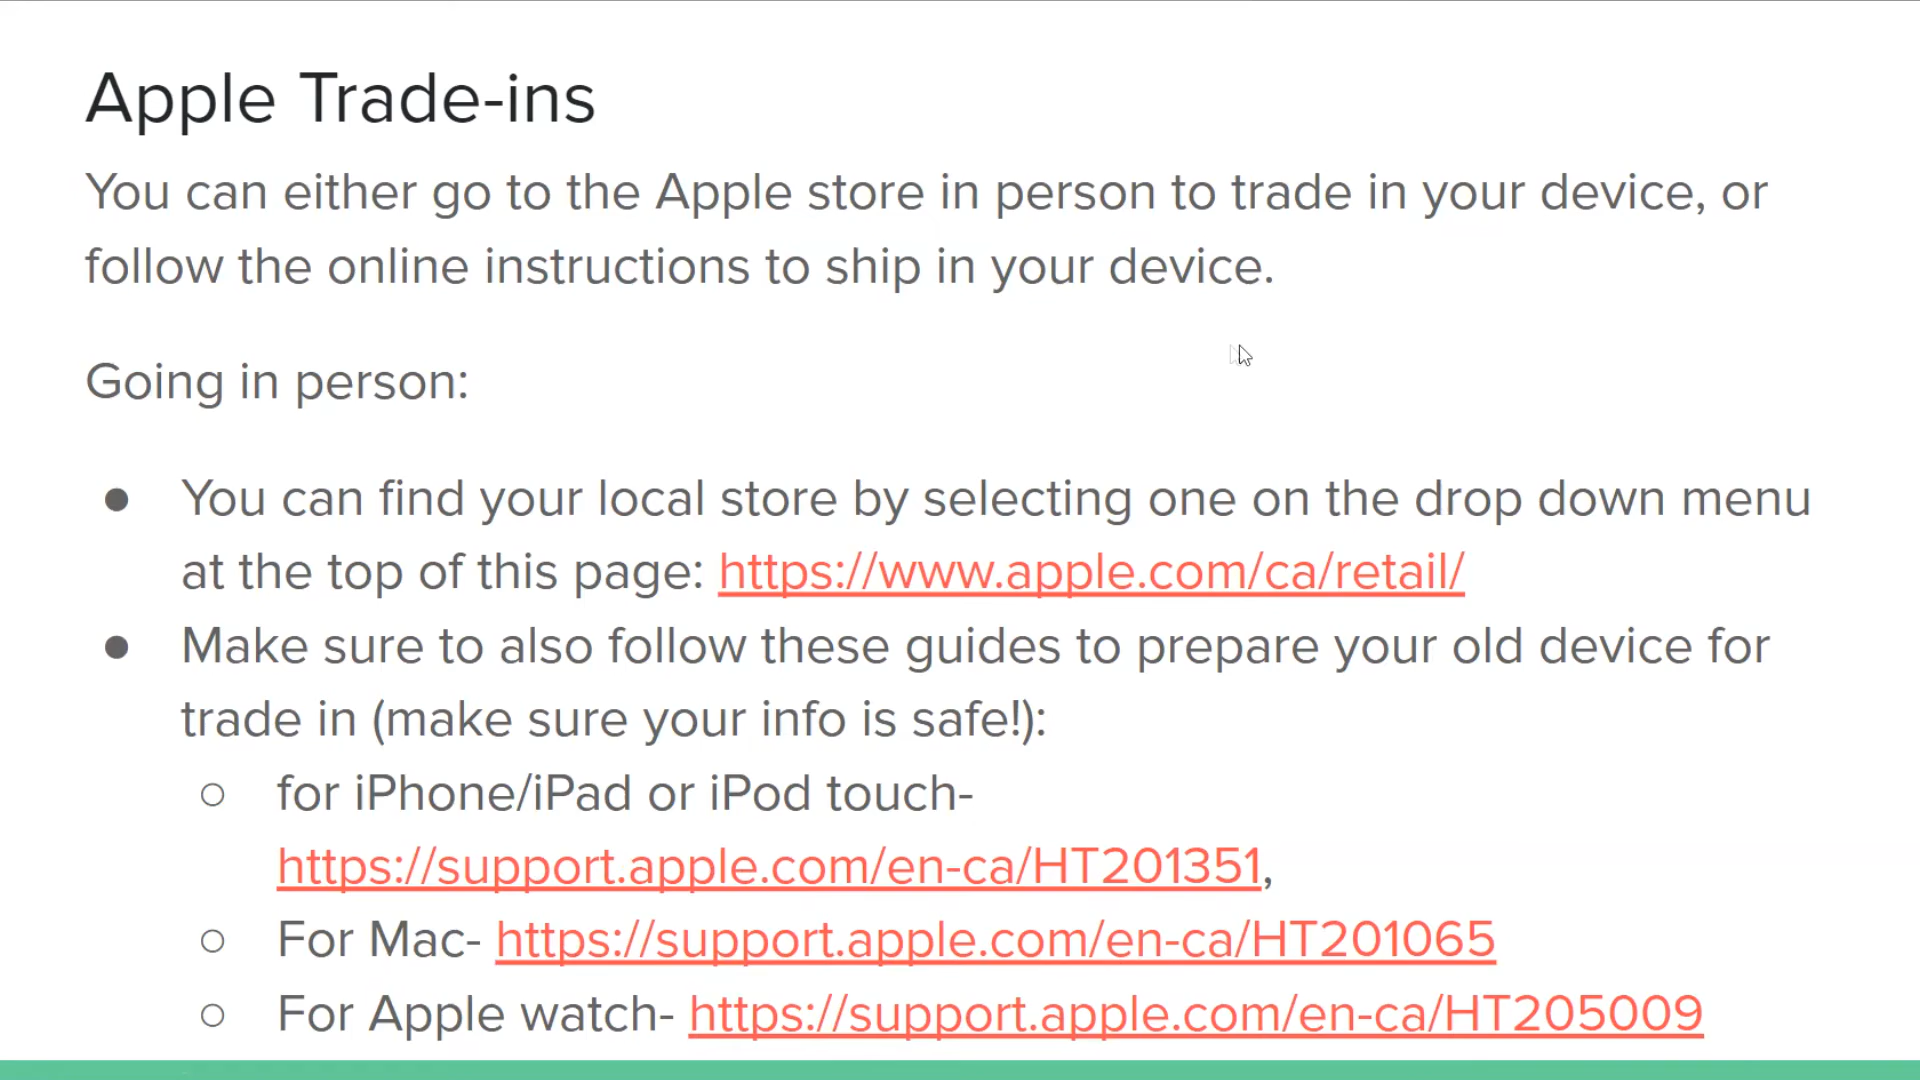 Apple Trade-ins
You can either go to the Apple store in person to trade in your device, or
follow the online instructions to ship in your device.
Going in person:
● You can find your local store by selecting one on the drop down menu
at the top of this page: https://www.apple.com/ca/retail/
● Make sure to also follow these guides to prepare your old device for
trade in (make sure your info is safe!):
○ for iPhone/iPad or iPod touch-
https://support.apple.com/en-ca/HT201351,
○ For Mac- https://support.apple.com/en-ca/HT201065
○ For Apple watch- https://support.apple.com/en-ca/HT205009